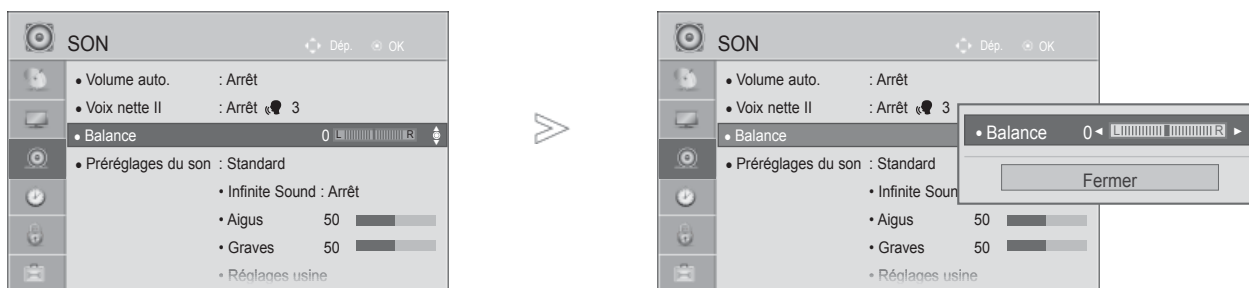 SON
Dép. OK
• Volume auto. : Arrêt
• Voix nette II : Arrêt 3
• Balance 0 L R
• Préréglages du son : Standard
• Infinite Sound : Arrêt
• Aigus 50
• Graves 50
• Réglages usine
SON
Dép. OK
• Volume auto. : Arrêt
• Voix nette II : Arrêt 3
• Balance
• Préréglages du son : Standard
• Infinite Soun
• Aigus 50
• Graves 50
• Réglages usine
• Balance 0 L R
Fermer